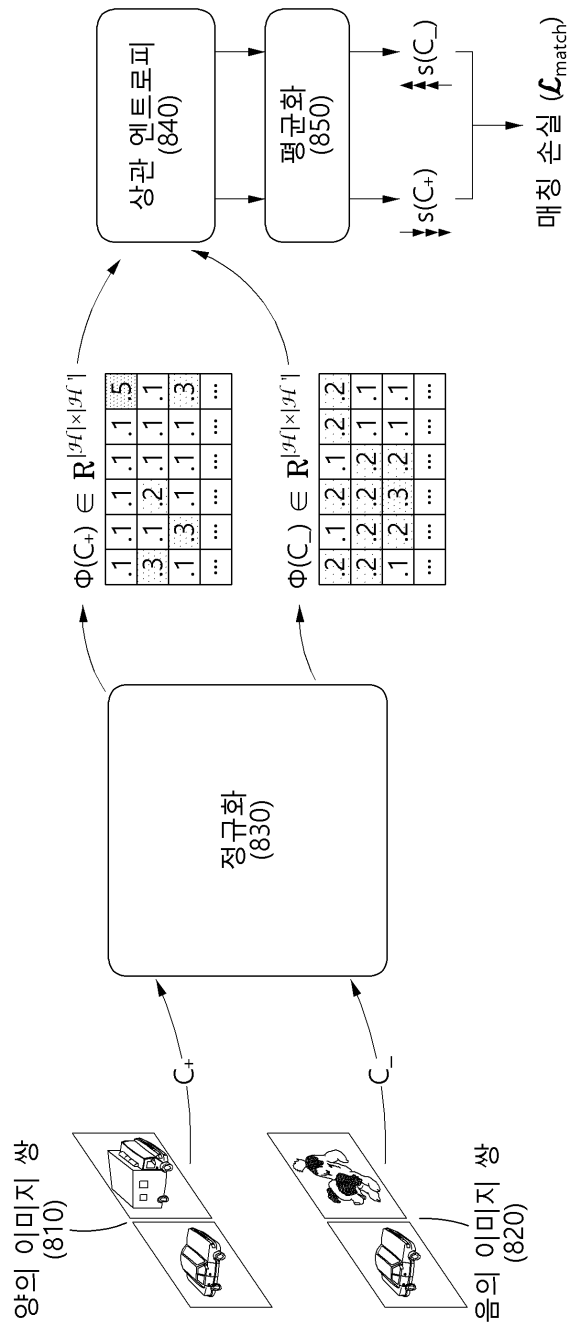 양의 이미지 쌍
(810)
C+
음의 이미지 쌍
(820)
C_
정규화
(830)
Φ(C+) ∈ R|ℋ|×|ℋ'|
.1 .1 .1 .1 .1 .5
.3 .1 .2 .1 .1 .1
.1 .3 .1 .1 .1 .3
... ... ... ... ... ...
Φ(C_) ∈ R|ℋ|×|ℋ'|
.2 .1 .2 .1 .2 .2
.2 .2 .2 .2 .1 .1
.1 .2 .3 .2 .1 .1
... ... ... ... ... ...
상관 엔트로피
(840)
평균화
(850)
s(C+)
s(C_)
매칭 손실 (ℒmatch)